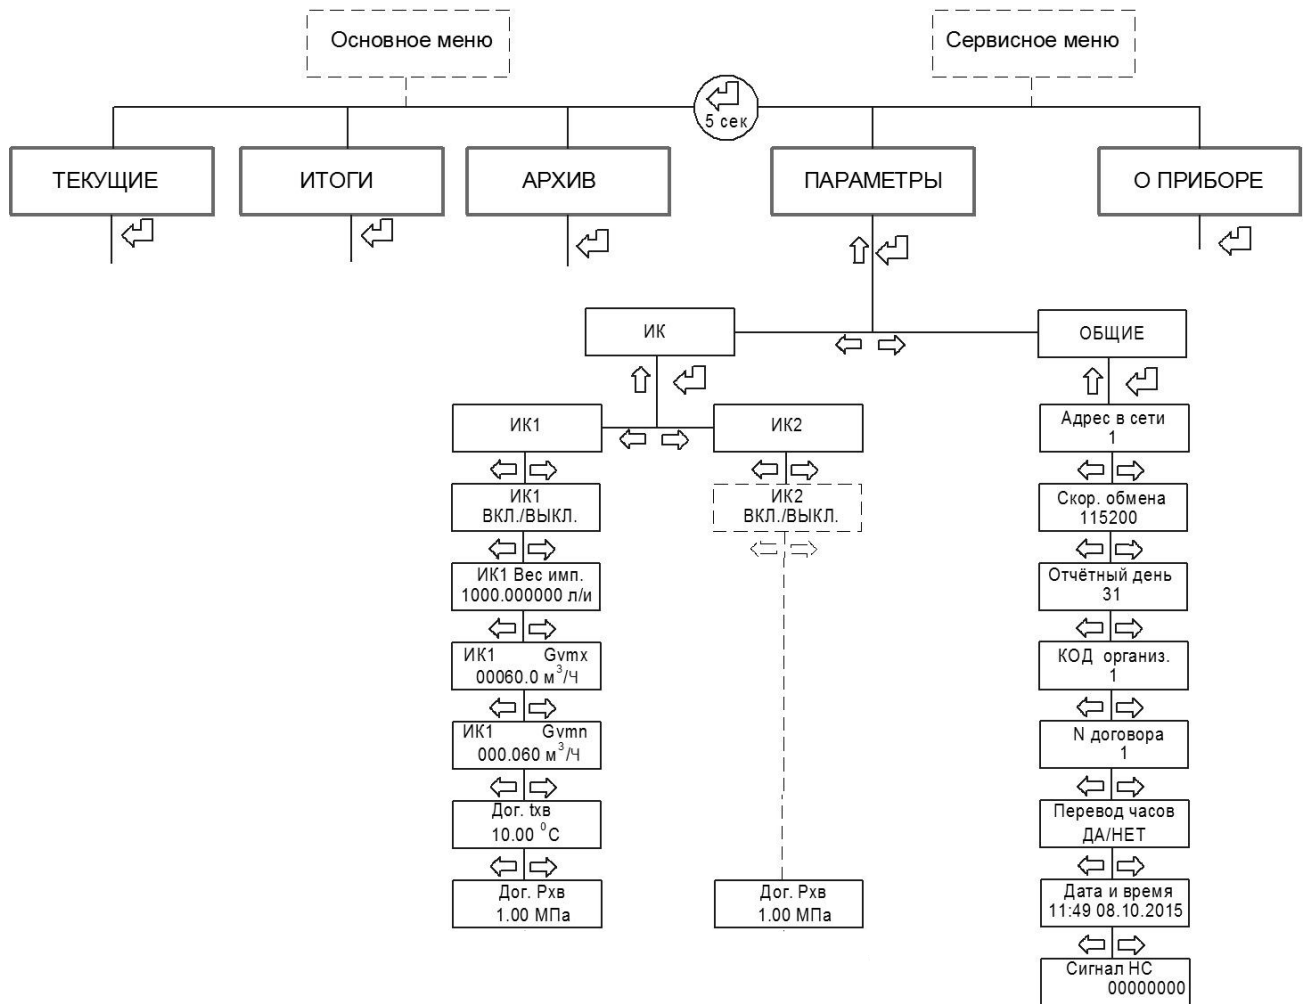 Основное меню
Сервисное меню
5 сек
ТЕКУЩИЕ
ИТОГИ
АРХИВ
ПАРАМЕТРЫ
О ПРИБОРЕ
ИК
ОБЩИЕ
ИК1
ИК2
ИК1
ВКЛ./ВЫКЛ.
ИК1 Вес имп.
1000.000000 л/и
ИК1 Gvmx
00060.0 м³/Ч
ИК1 Gvmn
000.060 м³/Ч
Дог. tхв
10.00 ⁰С
Дог. Рхв
1.00 МПа
ИК2
ВКЛ./ВЫКЛ.
Дог. Рхв
1.00 МПа
Адрес в сети
1
Скор. обмена
115200
Отчётный день
31
КОД организ.
1
N договора
1
Перевод часов
ДА/НЕТ
Дата и время
11:49 08.10.2015
Сигнал НС
00000000